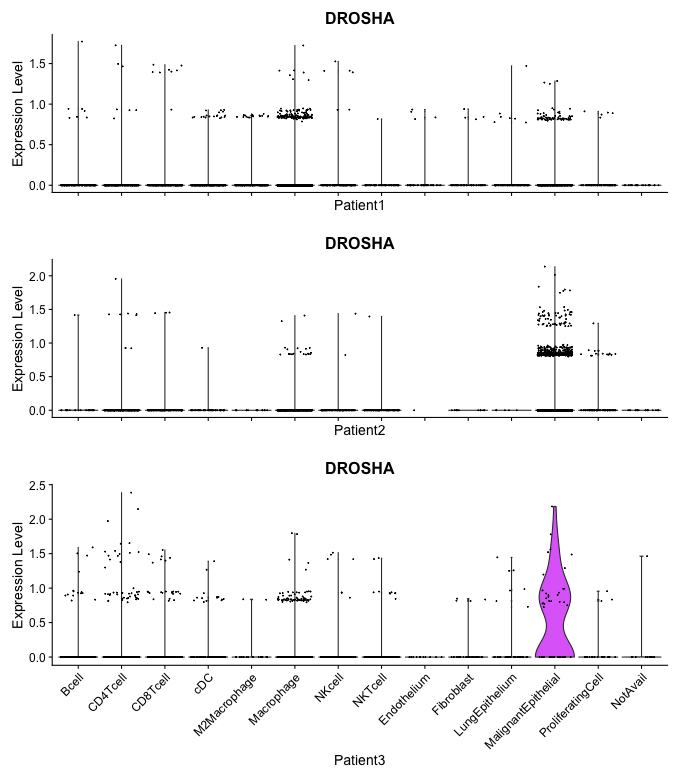 DROSHA
Expression Level
1.5
1.0
0.5
0.0
Patient1
DROSHA
Expression Level
2.0
1.5
1.0
0.5
0.0
Patient2
DROSHA
Expression Level
2.5
2.0
1.5
1.0
0.5
0.0
Bcell
CD4Tcell
CD8Tcell
cDC
M2Macrophage
Macrophage
NKcell
NKTcell
Endothelium
Fibroblast
LungEpithelium
MalignantEpithelial
ProliferatingCell
NotAvail
Patient3